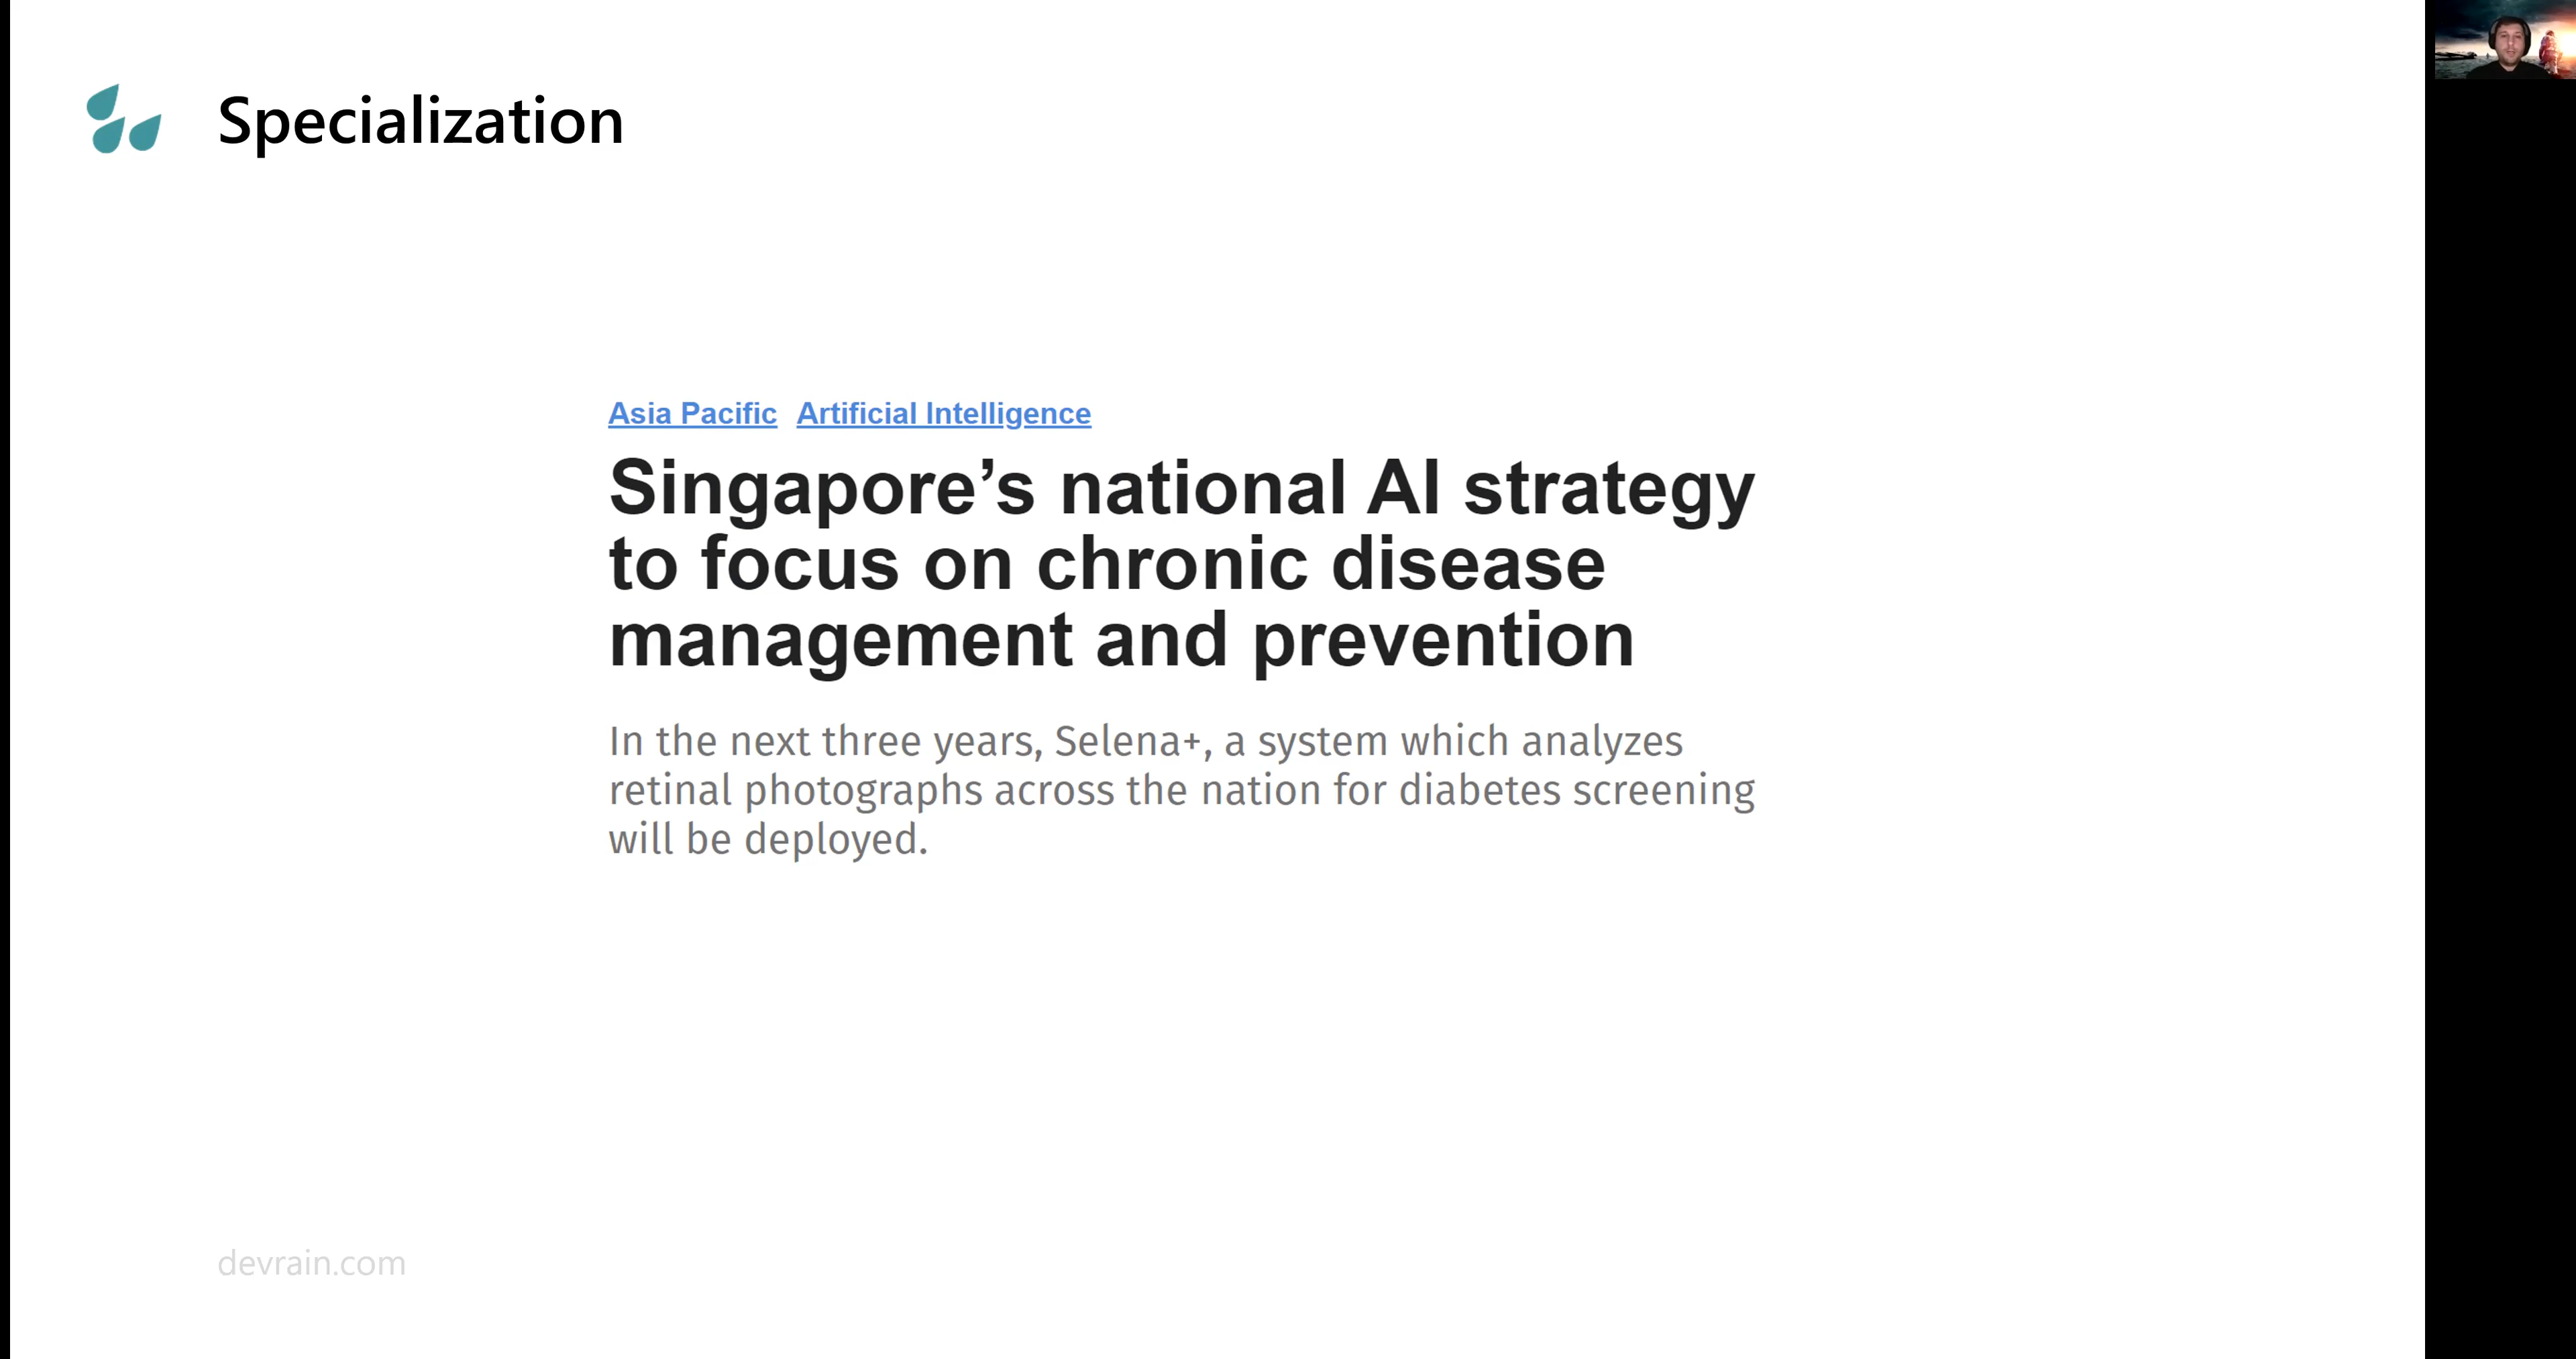 Specialization
Asia Pacific Artificial Intelligence
Singapore’s national AI strategy
to focus on chronic disease
management and prevention
In the next three years, Selena+, a system which analyzes
retinal photographs across the nation for diabetes screening
will be deployed.
devrain.com